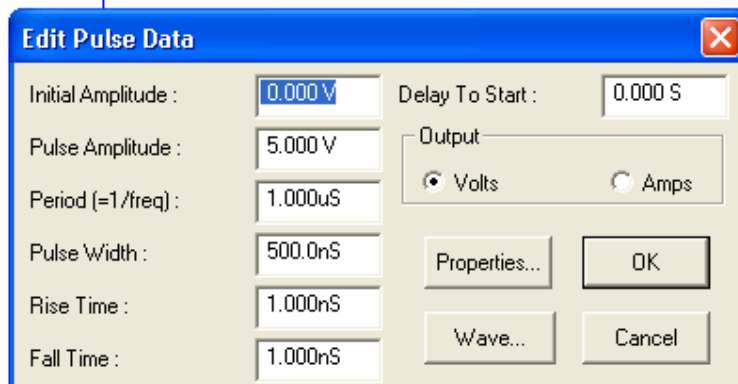 Edit Pulse Data
Initial Amplitude : 0.000 V
Delay To Start : 0.000 S
Pulse Amplitude : 5.000 V
Output
Volts Amps
Period (=1/freq) : 1.000uS
Pulse Width : 500.0nS
Properties... OK
Rise Time : 1.000nS
Wave... Cancel
Fall Time : 1.000nS